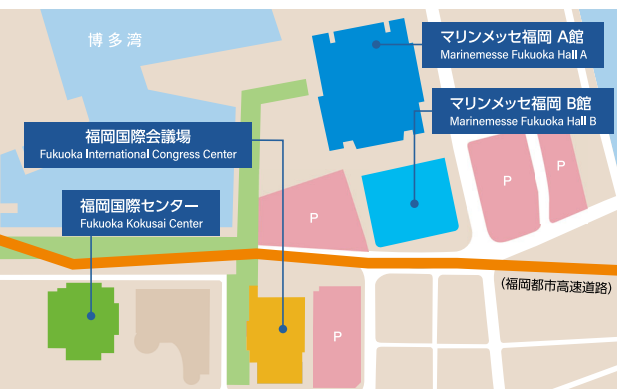 博多湾
マリンメッセ福岡 A館
Marinemesse Fukuoka Hall A
マリンメッセ福岡 B館
Marinemesse Fukuoka Hall B
福岡国際会議場
Fukuoka International Congress Center
福岡国際センター
Fukuoka Kokusai Center
P
P
P
P
(福岡都市高速道路)